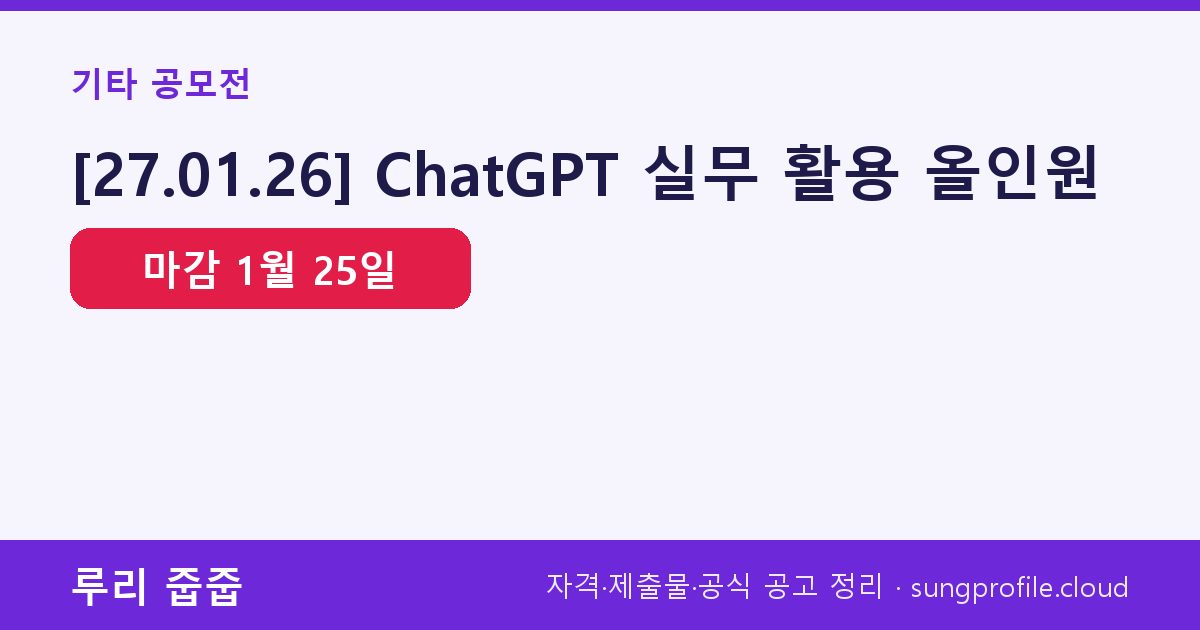 기타 공모전
[27.01.26] ChatGPT 실무 활용 올인원
마감 1월 25일
루리 줍줍
자격·제출물·공식 공고 정리 · sungprofile.cloud